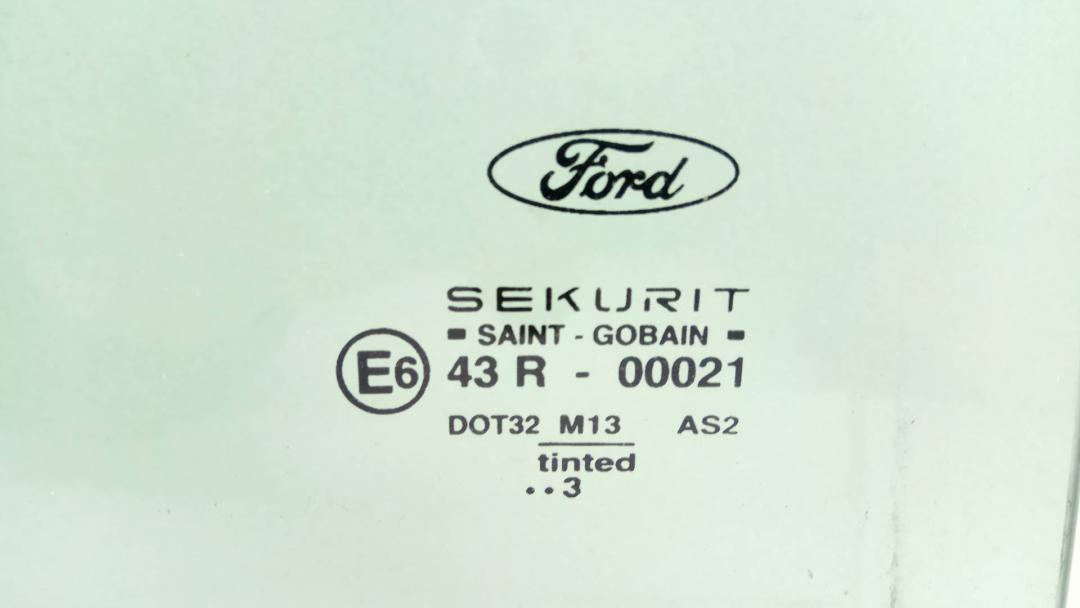 Ford
SEKURIT
SAINT - GOBAIN
E6 43 R - 00021
DOT32 M13 AS2
tinted
..3